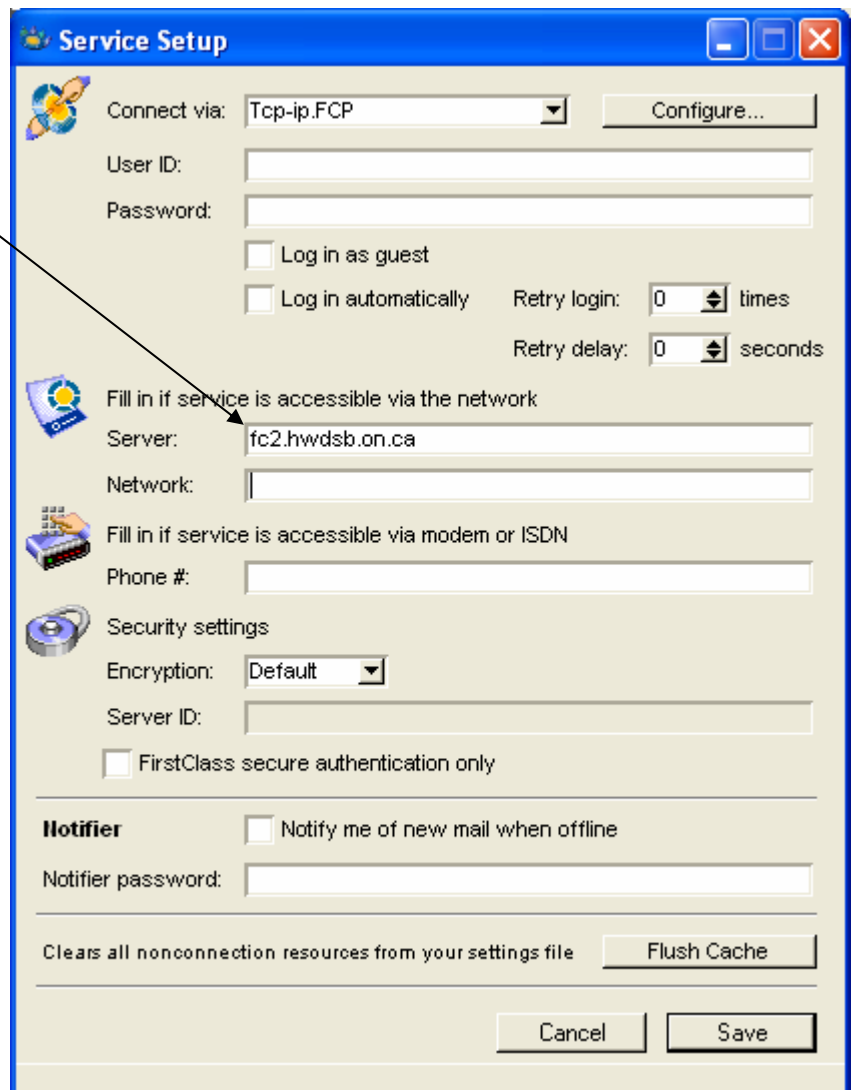 Service Setup
Connect via: Tcp-ip.FCP Configure...
User ID:
Password:
Log in as guest
Log in automatically Retry login: 0 times
Retry delay: 0 seconds
Fill in if service is accessible via the network
Server: fc2.hwdsb.on.ca
Network:
Fill in if service is accessible via modem or ISDN
Phone #:
Security settings
Encryption: Default
Server ID:
FirstClass secure authentication only
Notifier Notify me of new mail when offline
Notifier password:
Clears all nonconnection resources from your settings file Flush Cache
Cancel Save